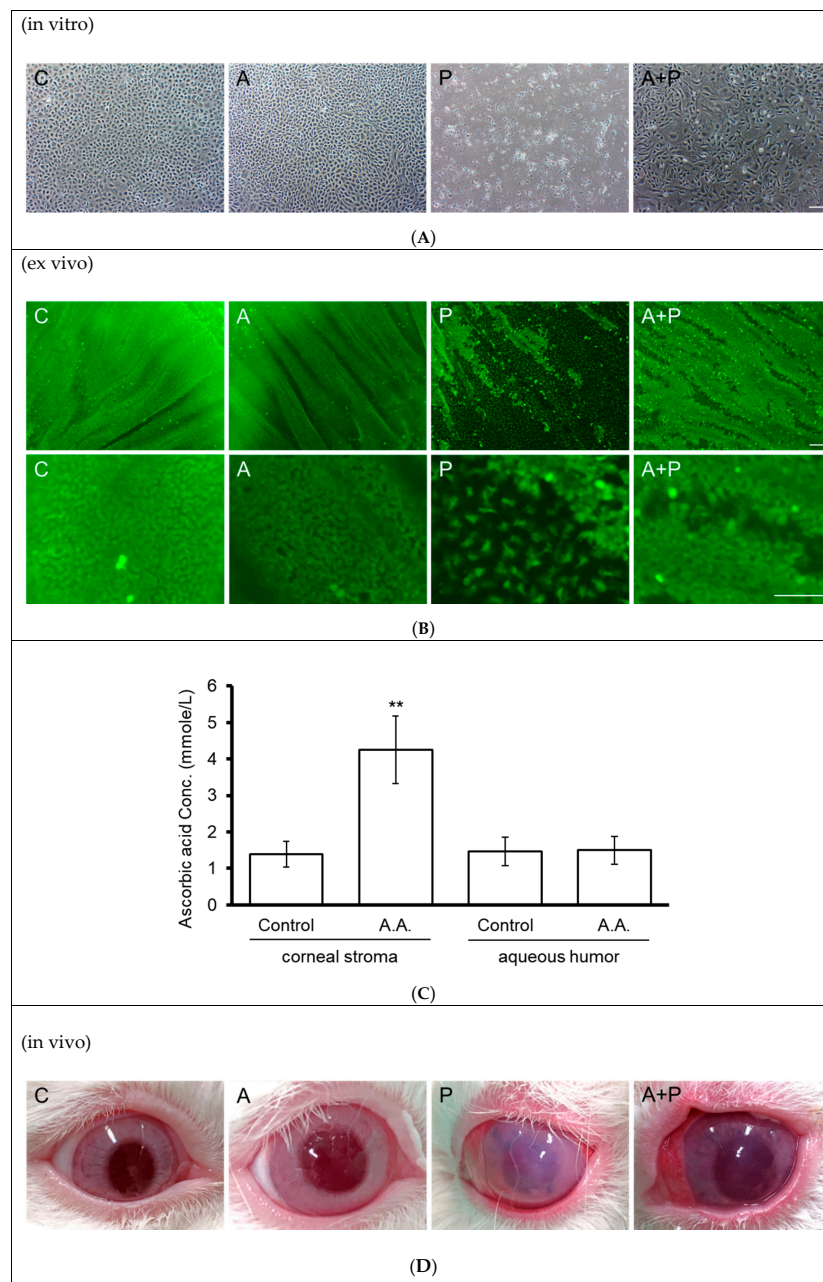 (in vitro)
C A P A+P
(A)
(ex vivo)
C A P A+P
C A P A+P
(B)
6
5
4
3
2
1
0
Ascorbic acid Conc. (mmole/L)
**
Control A.A. Control A.A.
corneal stroma aqueous humor
(C)
(in vivo)
C A P A+P
(D)